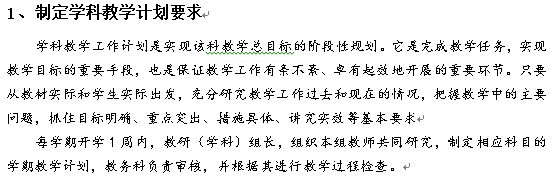 1、制定学科教学计划要求
学科教学工作计划是实现该科教学总目标的阶段性规划。它是完成教学任务，实现
教学目标的重要手段，也是保证教学工作有条不紊、卓有起效地开展的重要环节。只要
从教材实际和学生实际出发，充分研究教学工作过去和现在的情况，把握教学中的主要
问题，抓住目标明确、重点突出、措施具体、讲究实效等基本要求
每学期开学1周内，教研（学科）组长，组织本组教师共同研究，制定相应科目的
学期教学计划，教务科负责审核，并根据其进行教学过程检查。